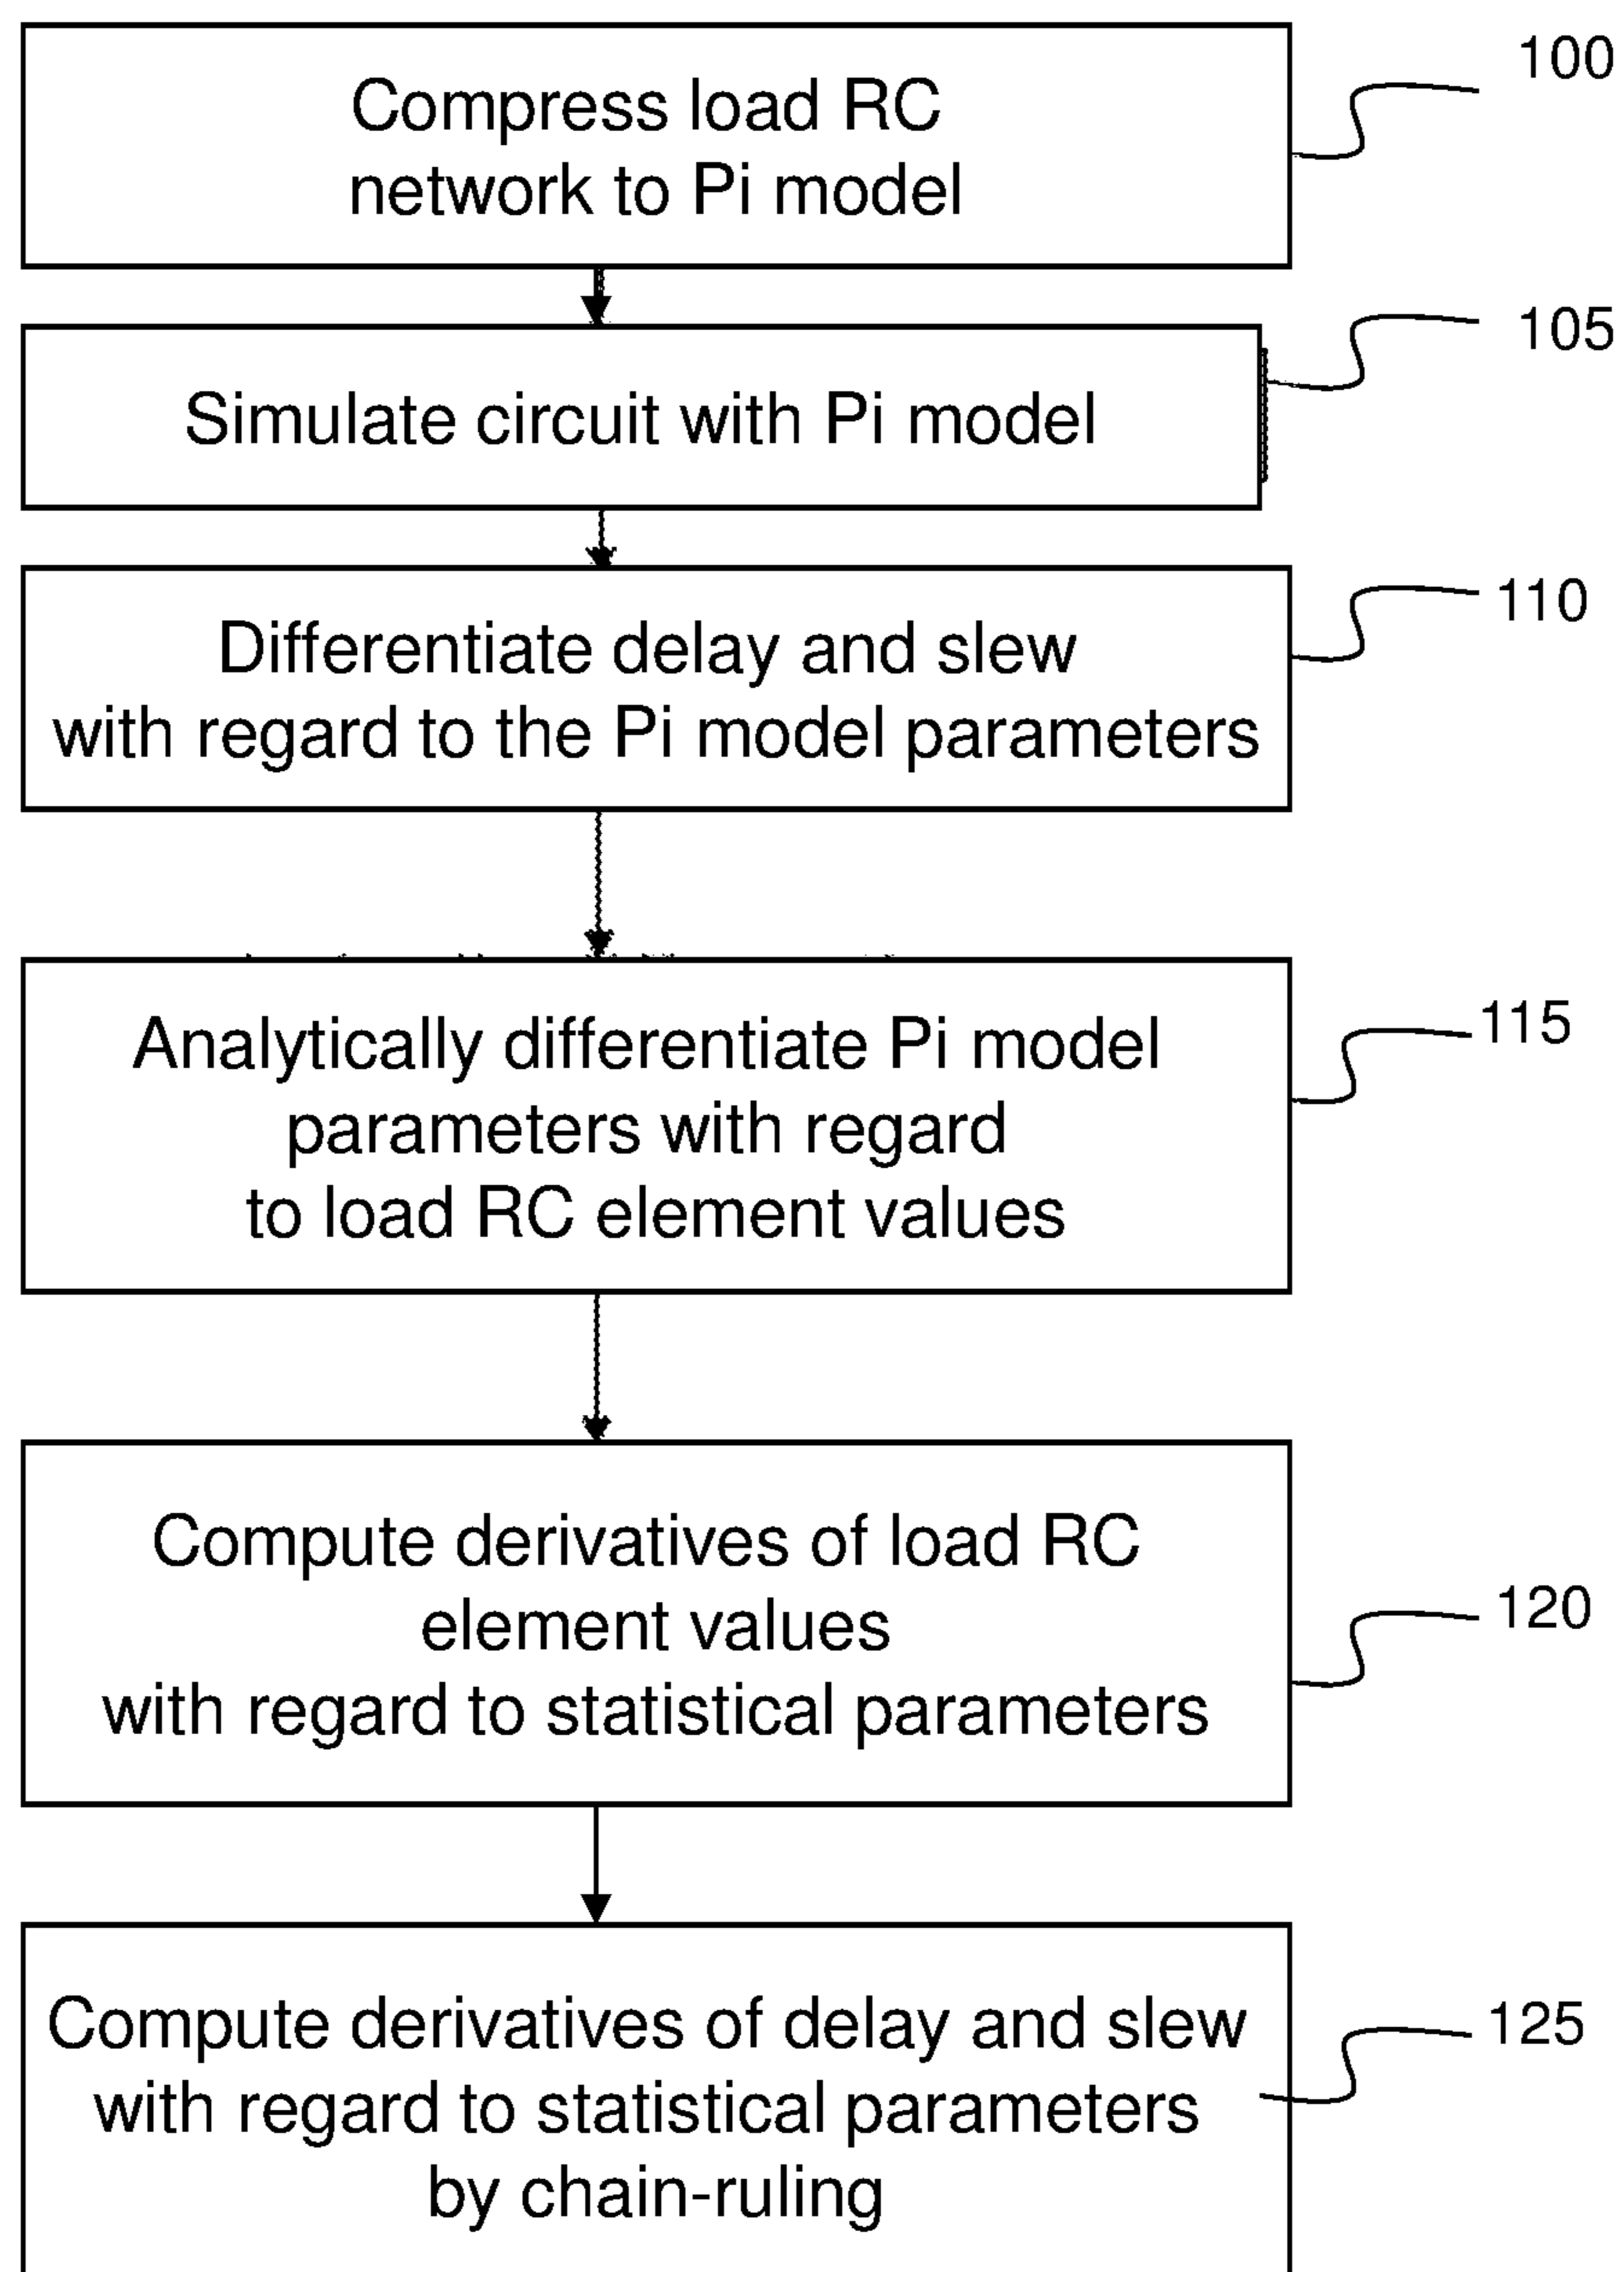 Compress load RC
network to Pi model
100
Simulate circuit with Pi model
105
Differentiate delay and slew
with regard to the Pi model parameters
110
Analytically differentiate Pi model
parameters with regard
to load RC element values
115
Compute derivatives of load RC
element values
with regard to statistical parameters
120
Compute derivatives of delay and slew
with regard to statistical parameters
by chain-ruling
125